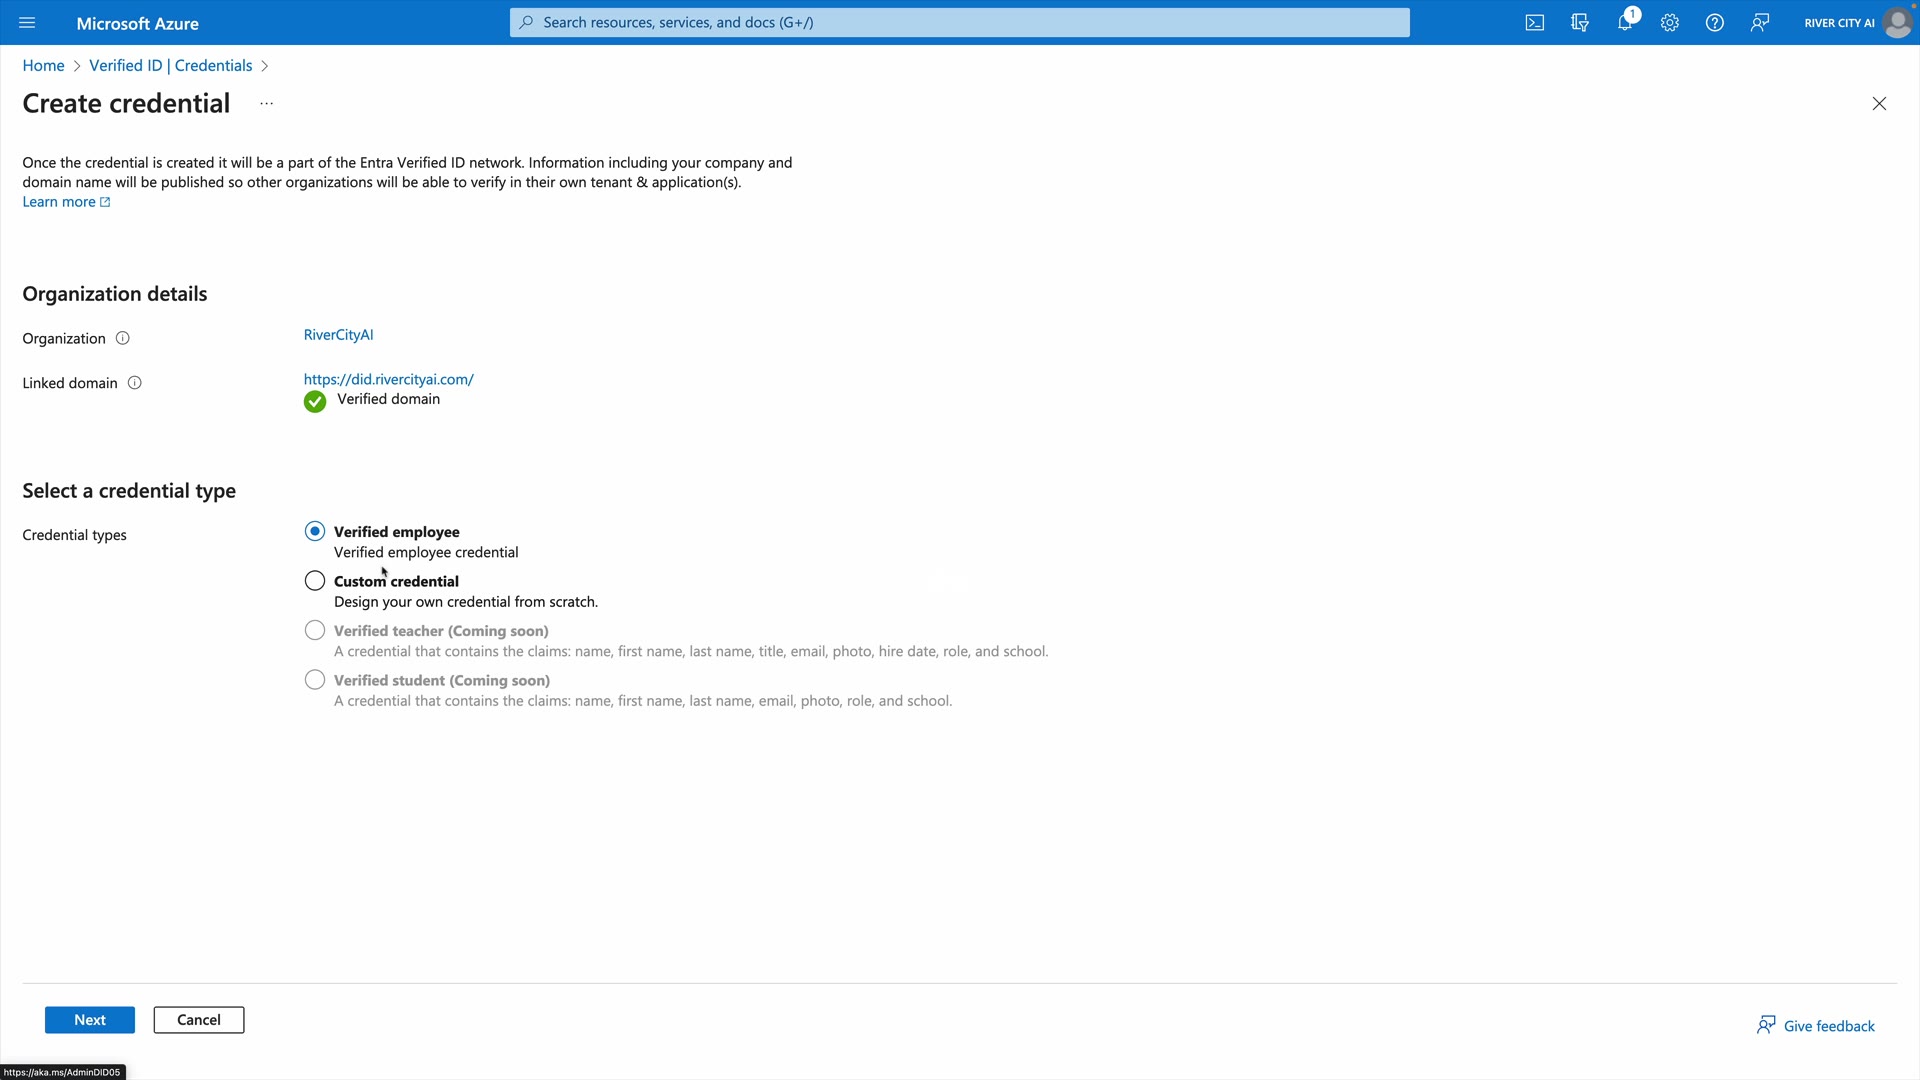 Microsoft Azure
Search resources, services, and docs (G+/)
1
RIVER CITY AI
Home > Verified ID | Credentials >
Create credential ...
Once the credential is created it will be a part of the Entra Verified ID network. Information including your company and
domain name will be published so other organizations will be able to verify in their own tenant & application(s).
Learn more
Organization details
Organization
RiverCityAI
Linked domain
https://did.rivercityai.com/
Verified domain
Select a credential type
Credential types
Verified employee
Verified employee credential
Custom credential
Design your own credential from scratch.
Verified teacher (Coming soon)
A credential that contains the claims: name, first name, last name, title, email, photo, hire date, role, and school.
Verified student (Coming soon)
A credential that contains the claims: name, first name, last name, email, photo, role, and school.
Next
Cancel
Give feedback
https://aka.ms/AdminDID05